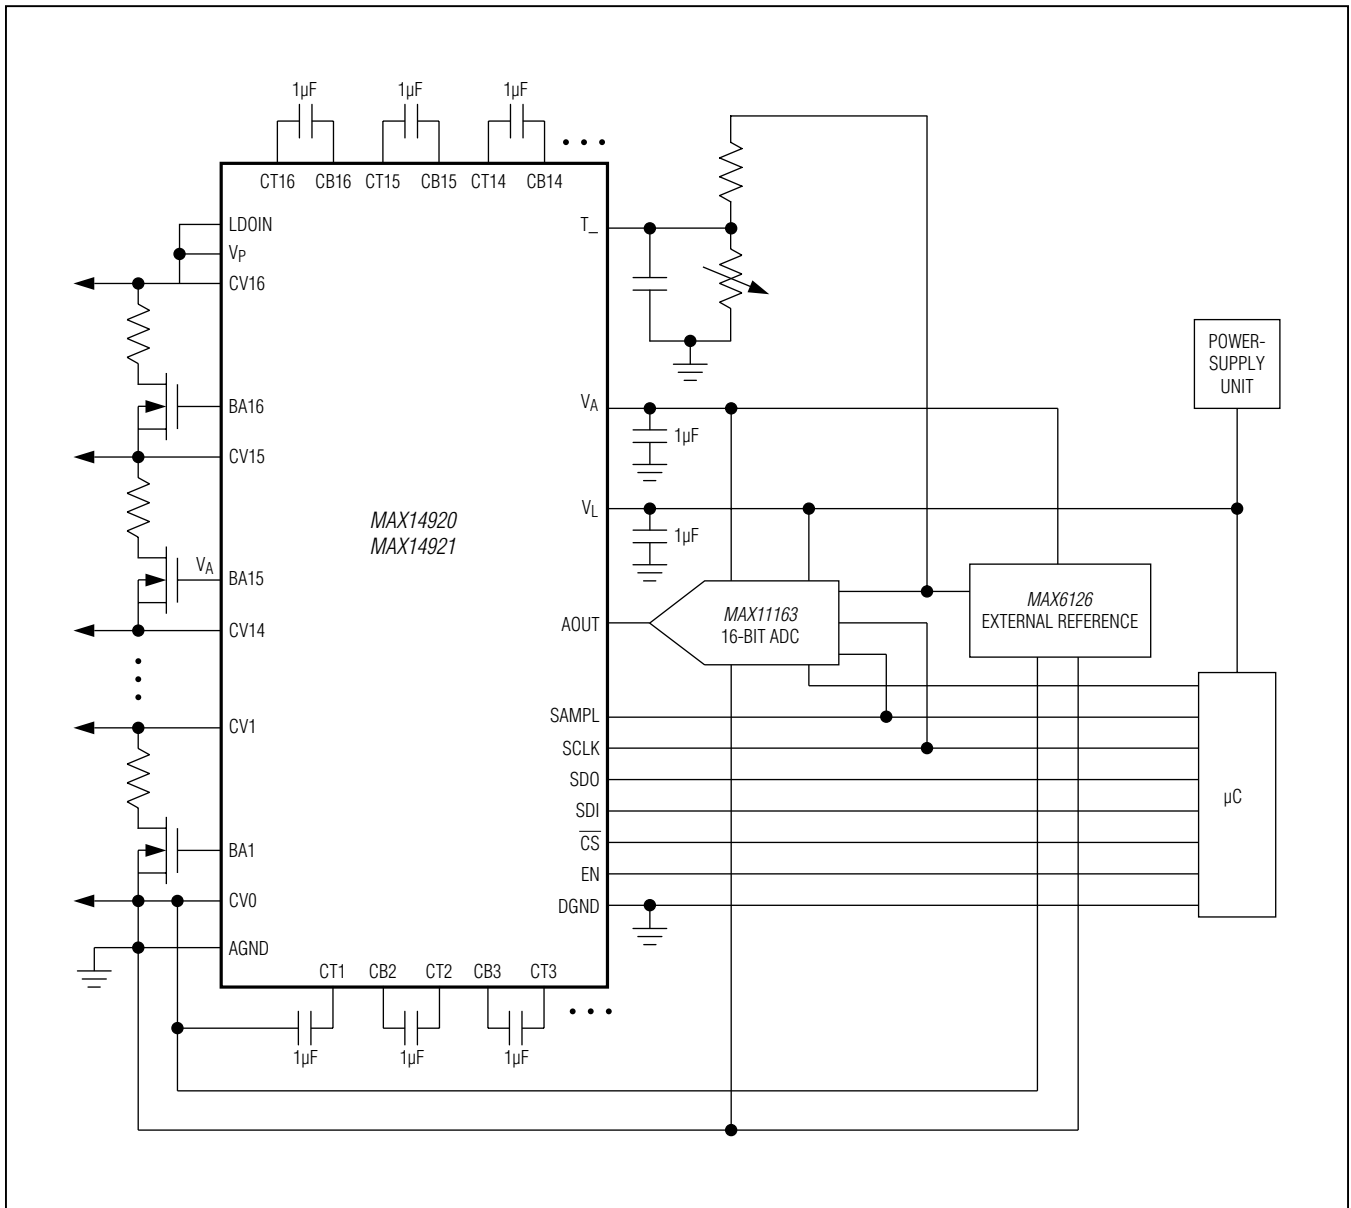 1µF
1µF
1µF
CT16 CB16 CT15 CB15 CT14 CB14
LDOIN
VP
CV16
BA16
CV15
VA
BA15
CV14
CV1
BA1
CV0
AGND
MAX14920
MAX14921
T_
VA
1µF
VL
1µF
AOUT
SAMPL
SCLK
SDO
SDI
CS
EN
DGND
MAX11163
16-BIT ADC
MAX6126
EXTERNAL REFERENCE
POWER-
SUPPLY
UNIT
µC
CT1 CB2 CT2 CB3 CT3
1µF
1µF
1µF